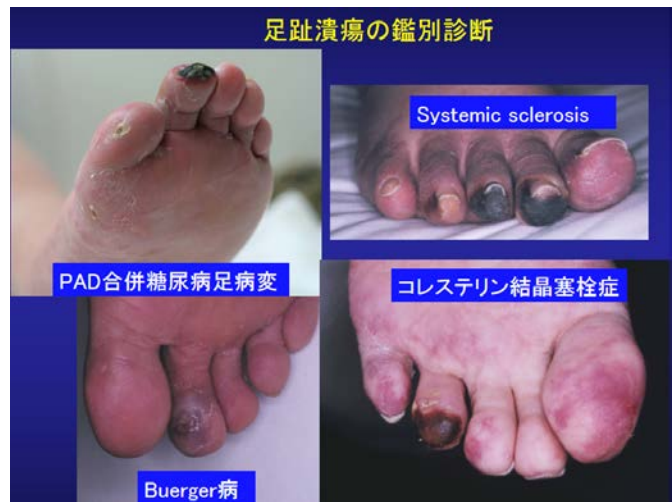 足趾潰瘍の鑑別診断
Systemic sclerosis
PAD合併糖尿病足病変
コレステリン結晶塞栓症
Buerger病